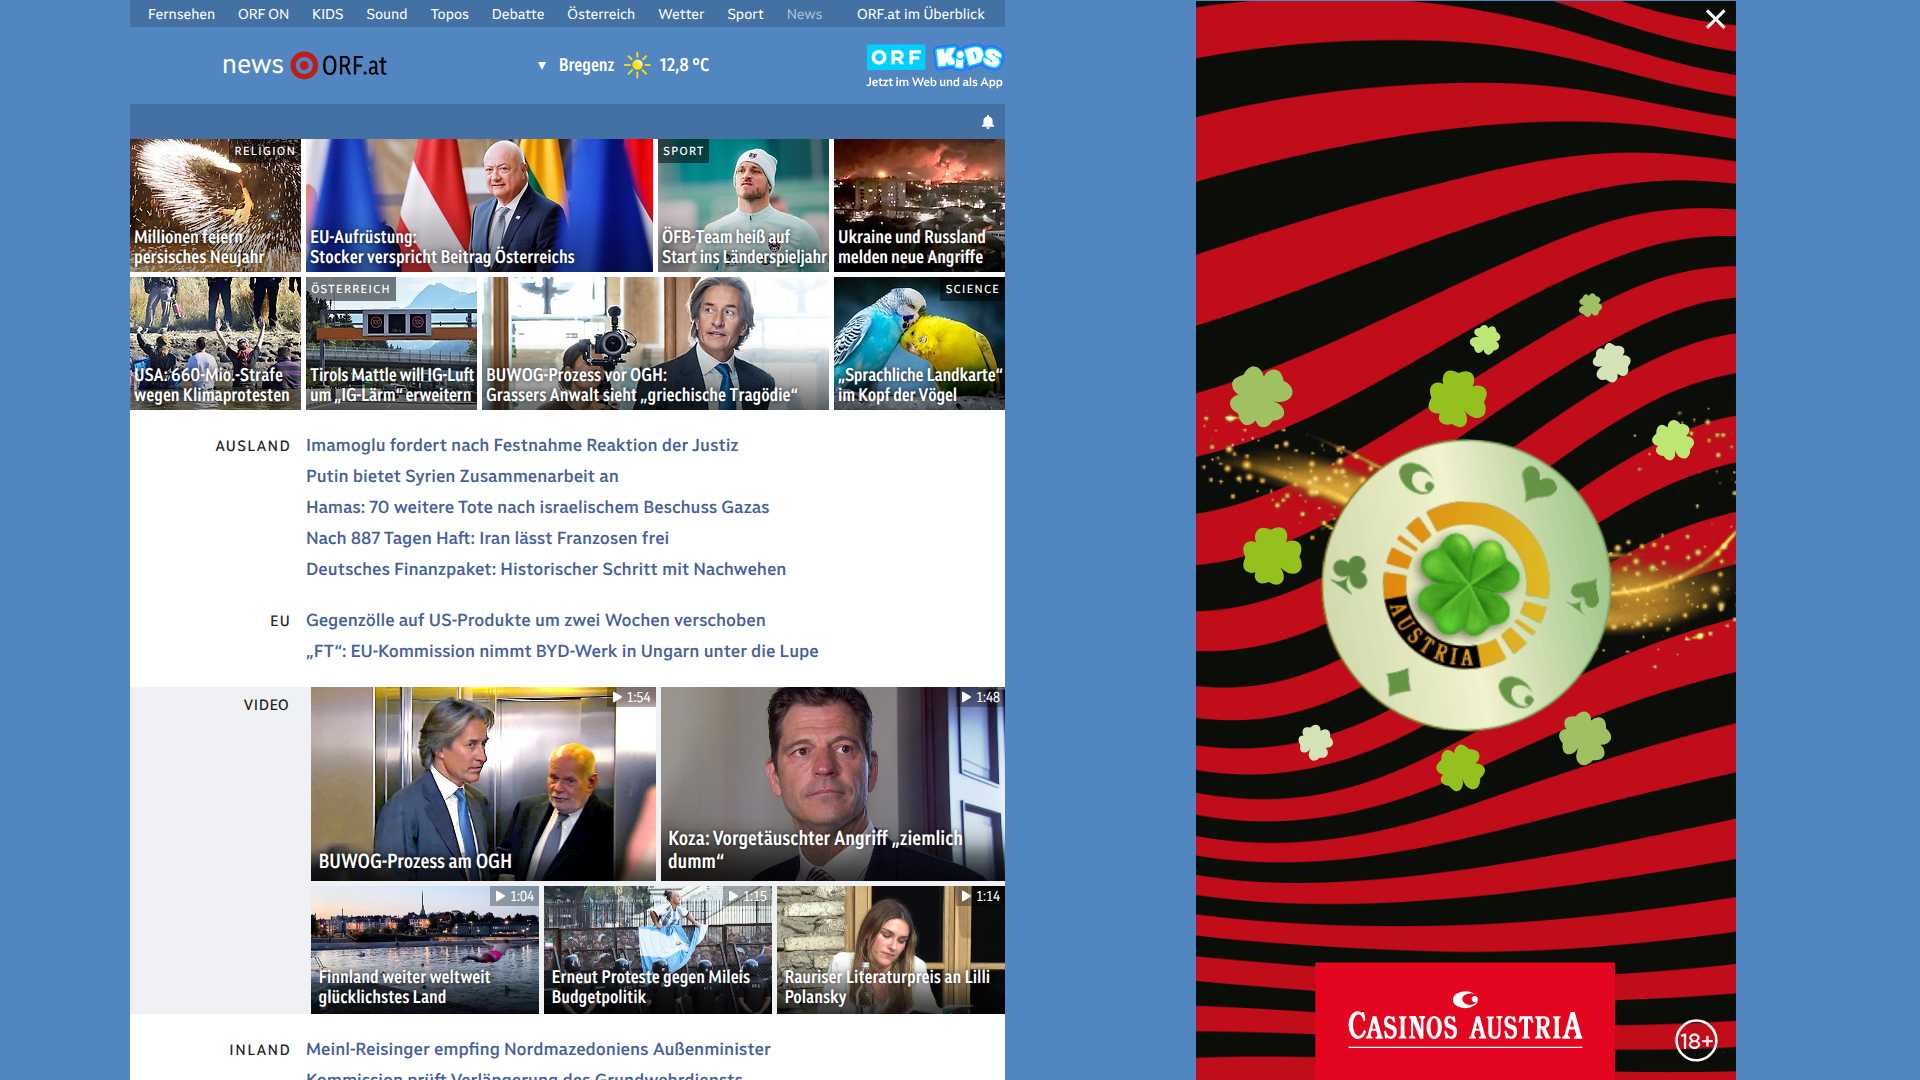 Fernsehen ORF ON KIDS Sound Topos Debatte Österreich Wetter Sport News ORF.at im Überblick
news ORF.at
Bregenz 12,8 °C
ORF KiDS
Jetzt im Web und als App
RELIGION
Millionen feiern
persisches Neujahr
EU-Aufrüstung:
Stocker verspricht Beitrag Österreichs
SPORT
ÖFB-Team heiß auf
Start ins Länderspieljahr
Ukraine und Russland
melden neue Angriffe
USA: 660-Mio.-Strafe
wegen Klimaprotesten
ÖSTERREICH
Tirols Mattle will IG-Luft
um „IG-Lärm“ erweitern
BUWOG-Prozess vor OGH:
Grassers Anwalt sieht „griechische Tragödie“
SCIENCE
„Sprachliche Landkarte“
im Kopf der Vögel
AUSLAND
Imamoglu fordert nach Festnahme Reaktion der Justiz
Putin bietet Syrien Zusammenarbeit an
Hamas: 70 weitere Tote nach israelischem Beschuss Gazas
Nach 887 Tagen Haft: Iran lässt Franzosen frei
Deutsches Finanzpaket: Historischer Schritt mit Nachwehen
EU
Gegenzölle auf US-Produkte um zwei Wochen verschoben
„FT“: EU-Kommission nimmt BYD-Werk in Ungarn unter die Lupe
VIDEO
1:54
BUWOG-Prozess am OGH
1:48
Koza: Vorgetäuschter Angriff „ziemlich
dumm“
1:04
Finnland weiter weltweit
glücklichstes Land
1:15
Erneut Proteste gegen Mileis
Budgetpolitik
1:14
Rauriser Literaturpreis an Lilli
Polansky
INLAND
Meinl-Reisinger empfing Nordmazedoniens Außenminister
Kommission prüft Verlängerung des Grundwehrdiensts
AUSTRIA
CASINOS AUSTRIA
18+